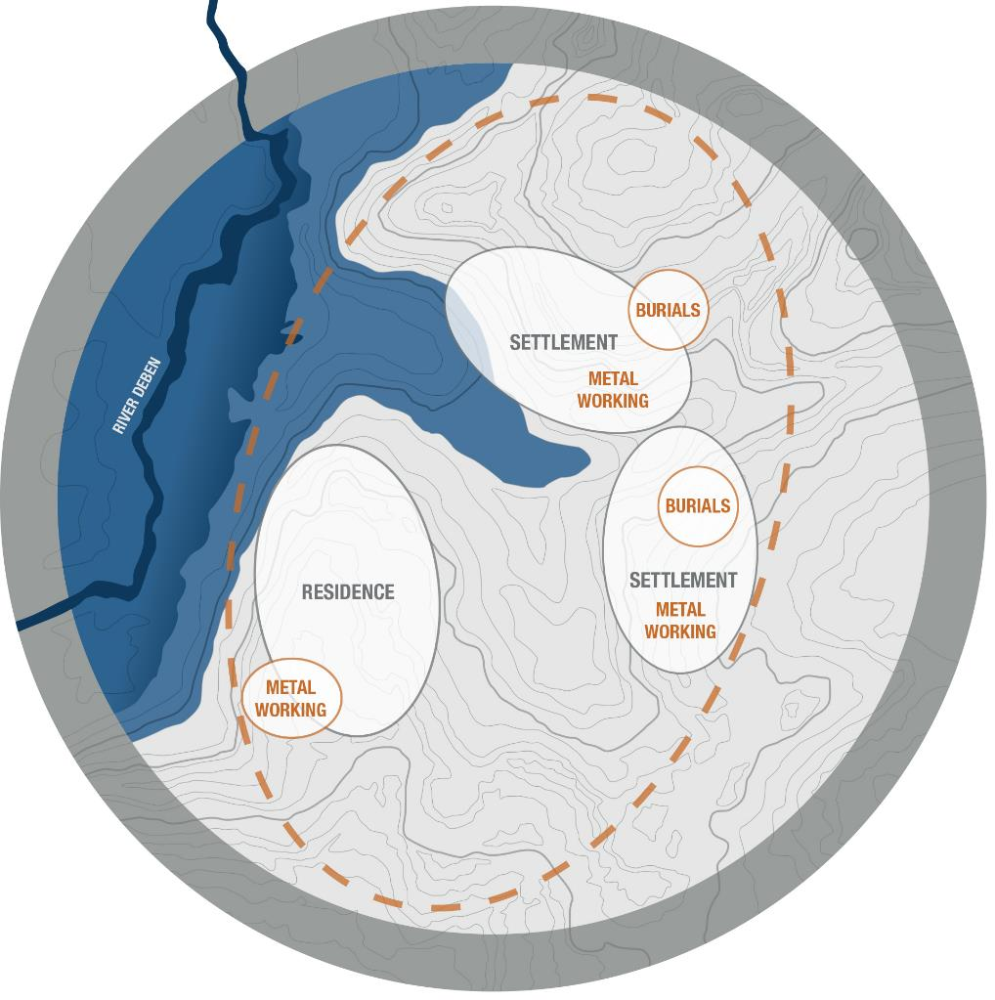 BURIALS
SETTLEMENT
METAL
WORKING
RIVER DEBEN
BURIALS
SETTLEMENT
METAL
WORKING
RESIDENCE
METAL
WORKING